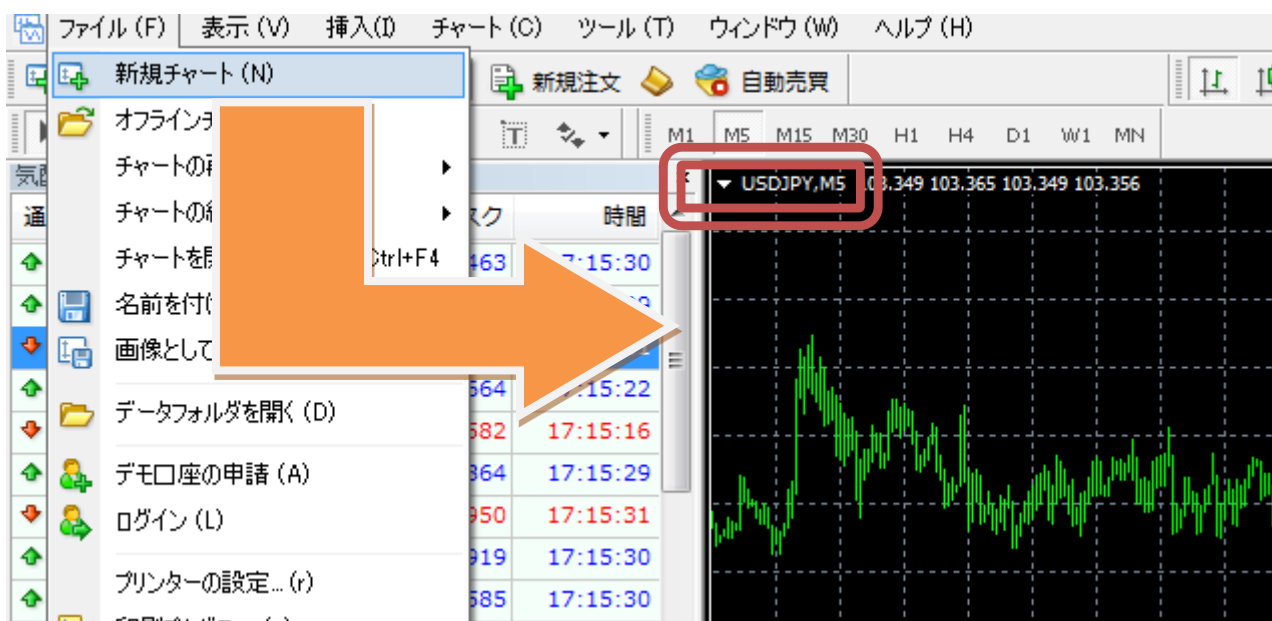 ファイル (F) 表示 (V) 挿入(I) チャート (C) ツール (T) ウィンドウ (W) ヘルプ (H)
新規チャート (N)
新規注文 自動売買
オフライン
M1 M5 M15 M30 H1 H4 D1 W1 MN
チャートの
USDJPY,M5 103.349 103.365 103.349 103.356
チャートの
時間
チャートを Ctrl+F4
463 17:15:30
名前を付け
画像として
564 17:15:22
データフォルダを開く (D)
582 17:15:16
デモ口座の申請 (A)
364 17:15:29
ログイン (L)
950 17:15:31
919 17:15:30
プリンターの設定... (r)
585 17:15:30